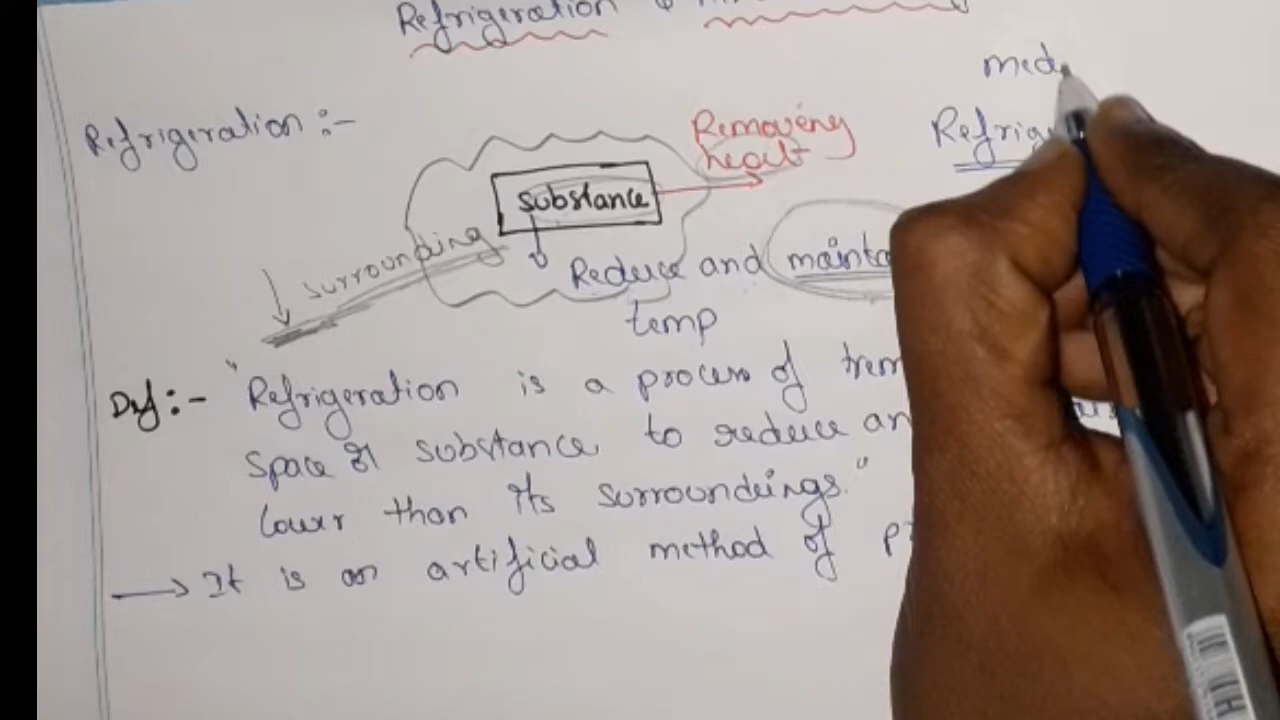 Refrigeration
med
Refrigeration :- Removing Refrig
heat
substance
surrounding
Reduce and mainta
temp
Def:- "Refrigeration is a process of
space or substance to reduce an
lower than its surroundings."
→ It is an artificial method of p